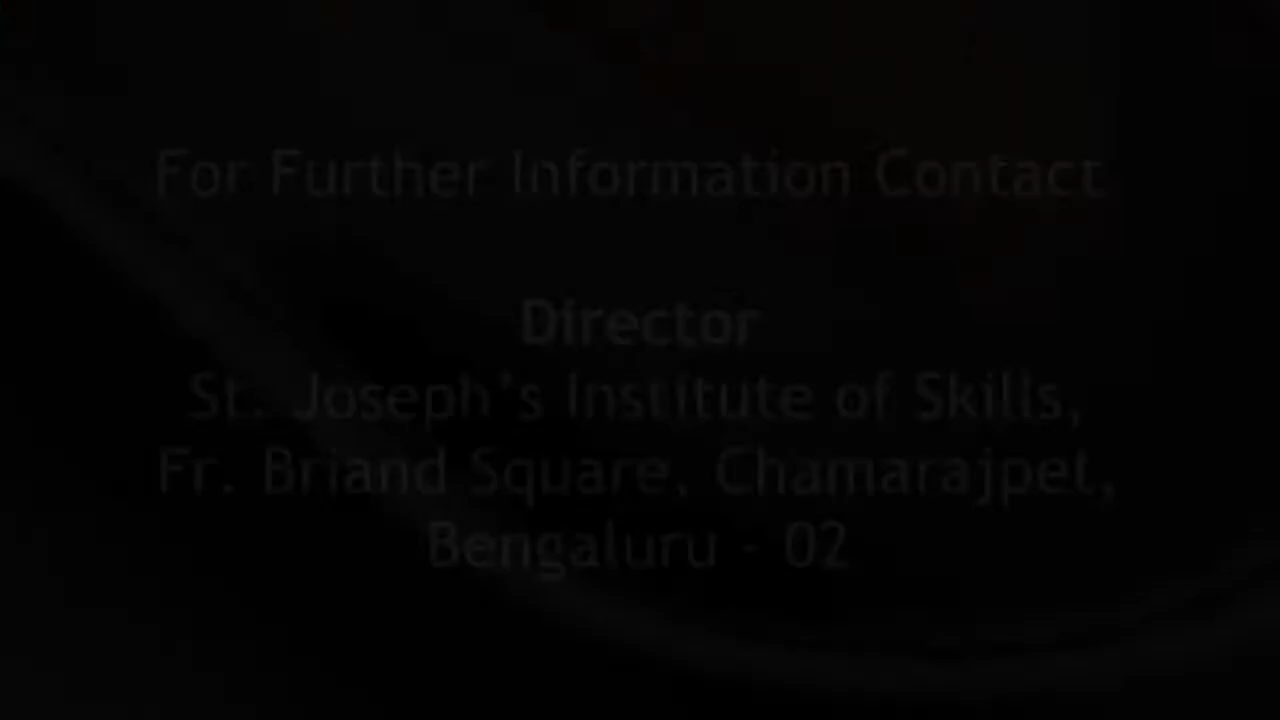 For Further Information Contact
Director
St. Joseph's Institute of Skills,
Fr. Briand Square, Chamarajpet,
Bengaluru - 02